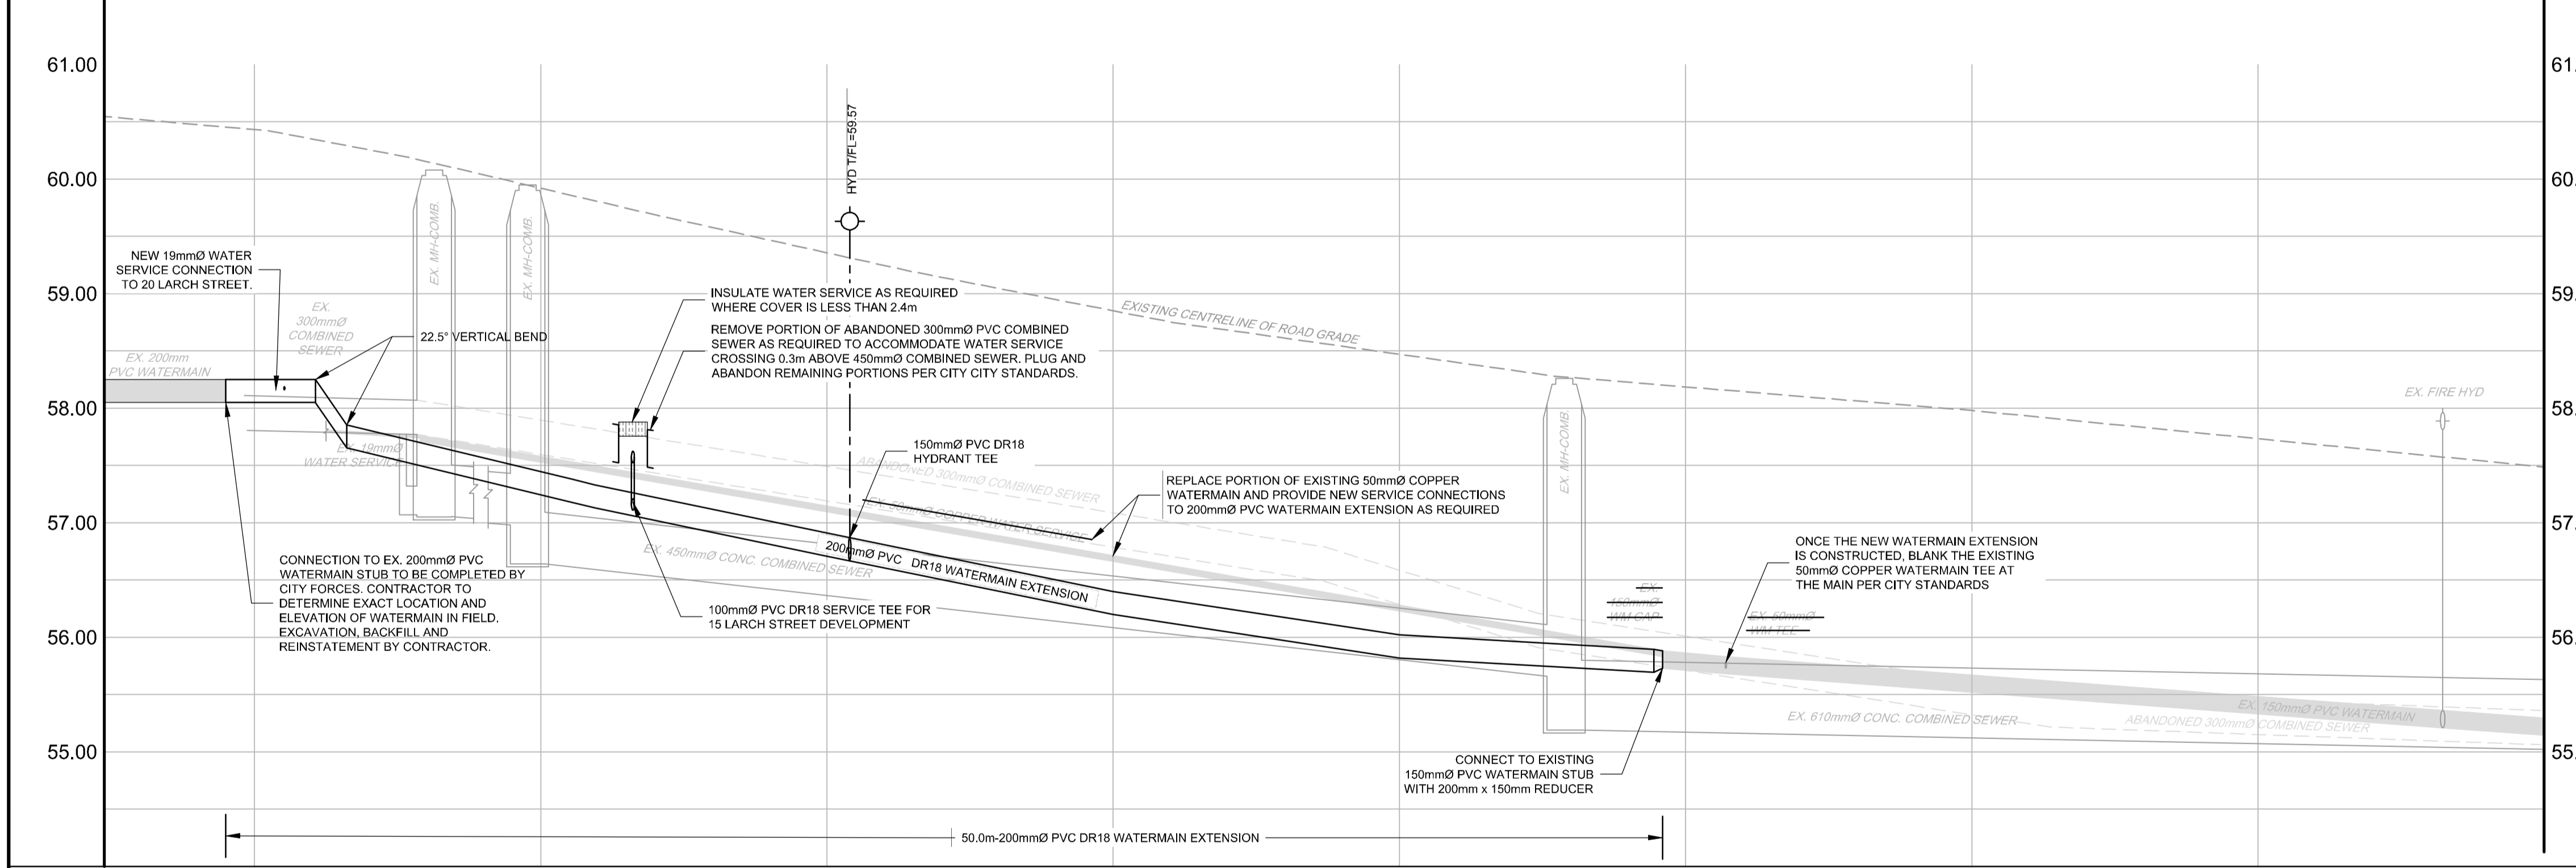 61.00
60.00
59.00
58.00
57.00
56.00
55.00
61.
60.
59.
58.
57.
56.
55.
HYD T/FL=59.57
EX. MH-COMB.
EX. MH-COMB.
NEW 19mmØ WATER
SERVICE CONNECTION
TO 20 LARCH STREET.
EX.
300mmØ
COMBINED
SEWER
22.5° VERTICAL BEND
EX. 200mm
PVC WATERMAIN
INSULATE WATER SERVICE AS REQUIRED
WHERE COVER IS LESS THAN 2.4m
REMOVE PORTION OF ABANDONED 300mmØ PVC COMBINED
SEWER AS REQUIRED TO ACCOMMODATE WATER SERVICE
CROSSING 0.3m ABOVE 450mmØ COMBINED SEWER. PLUG AND
ABANDON REMAINING PORTIONS PER CITY CITY STANDARDS.
EXISTING CENTRELINE OF ROAD GRADE
EX. FIRE HYD
EX. MH-COMB.
EX. 19mmØ
WATER SERVICE
150mmØ PVC DR18
HYDRANT TEE
ABANDONED 300mmØ COMBINED SEWER
EX. 50mmØ COPPER WATER SERVICE
REPLACE PORTION OF EXISTING 50mmØ COPPER
WATERMAIN AND PROVIDE NEW SERVICE CONNECTIONS
TO 200mmØ PVC WATERMAIN EXTENSION AS REQUIRED
200mmØ PVC DR18 WATERMAIN EXTENSION
EX. 450mmØ CONC. COMBINED SEWER
CONNECTION TO EX. 200mmØ PVC
WATERMAIN STUB TO BE COMPLETED BY
CITY FORCES. CONTRACTOR TO
DETERMINE EXACT LOCATION AND
ELEVATION OF WATERMAIN IN FIELD.
EXCAVATION, BACKFILL AND
REINSTATEMENT BY CONTRACTOR.
100mmØ PVC DR18 SERVICE TEE FOR
15 LARCH STREET DEVELOPMENT
ONCE THE NEW WATERMAIN EXTENSION
IS CONSTRUCTED, BLANK THE EXISTING
50mmØ COPPER WATERMAIN TEE AT
THE MAIN PER CITY STANDARDS
EX.
150mmØ
WM CAP
EX. 50mmØ
WM TEE
EX. 610mmØ CONC. COMBINED SEWER
EX. 150mmØ PVC WATERMAIN
ABANDONED 300mmØ COMBINED SEWER
CONNECT TO EXISTING
150mmØ PVC WATERMAIN STUB
WITH 200mm x 150mm REDUCER
50.0m-200mmØ PVC DR18 WATERMAIN EXTENSION